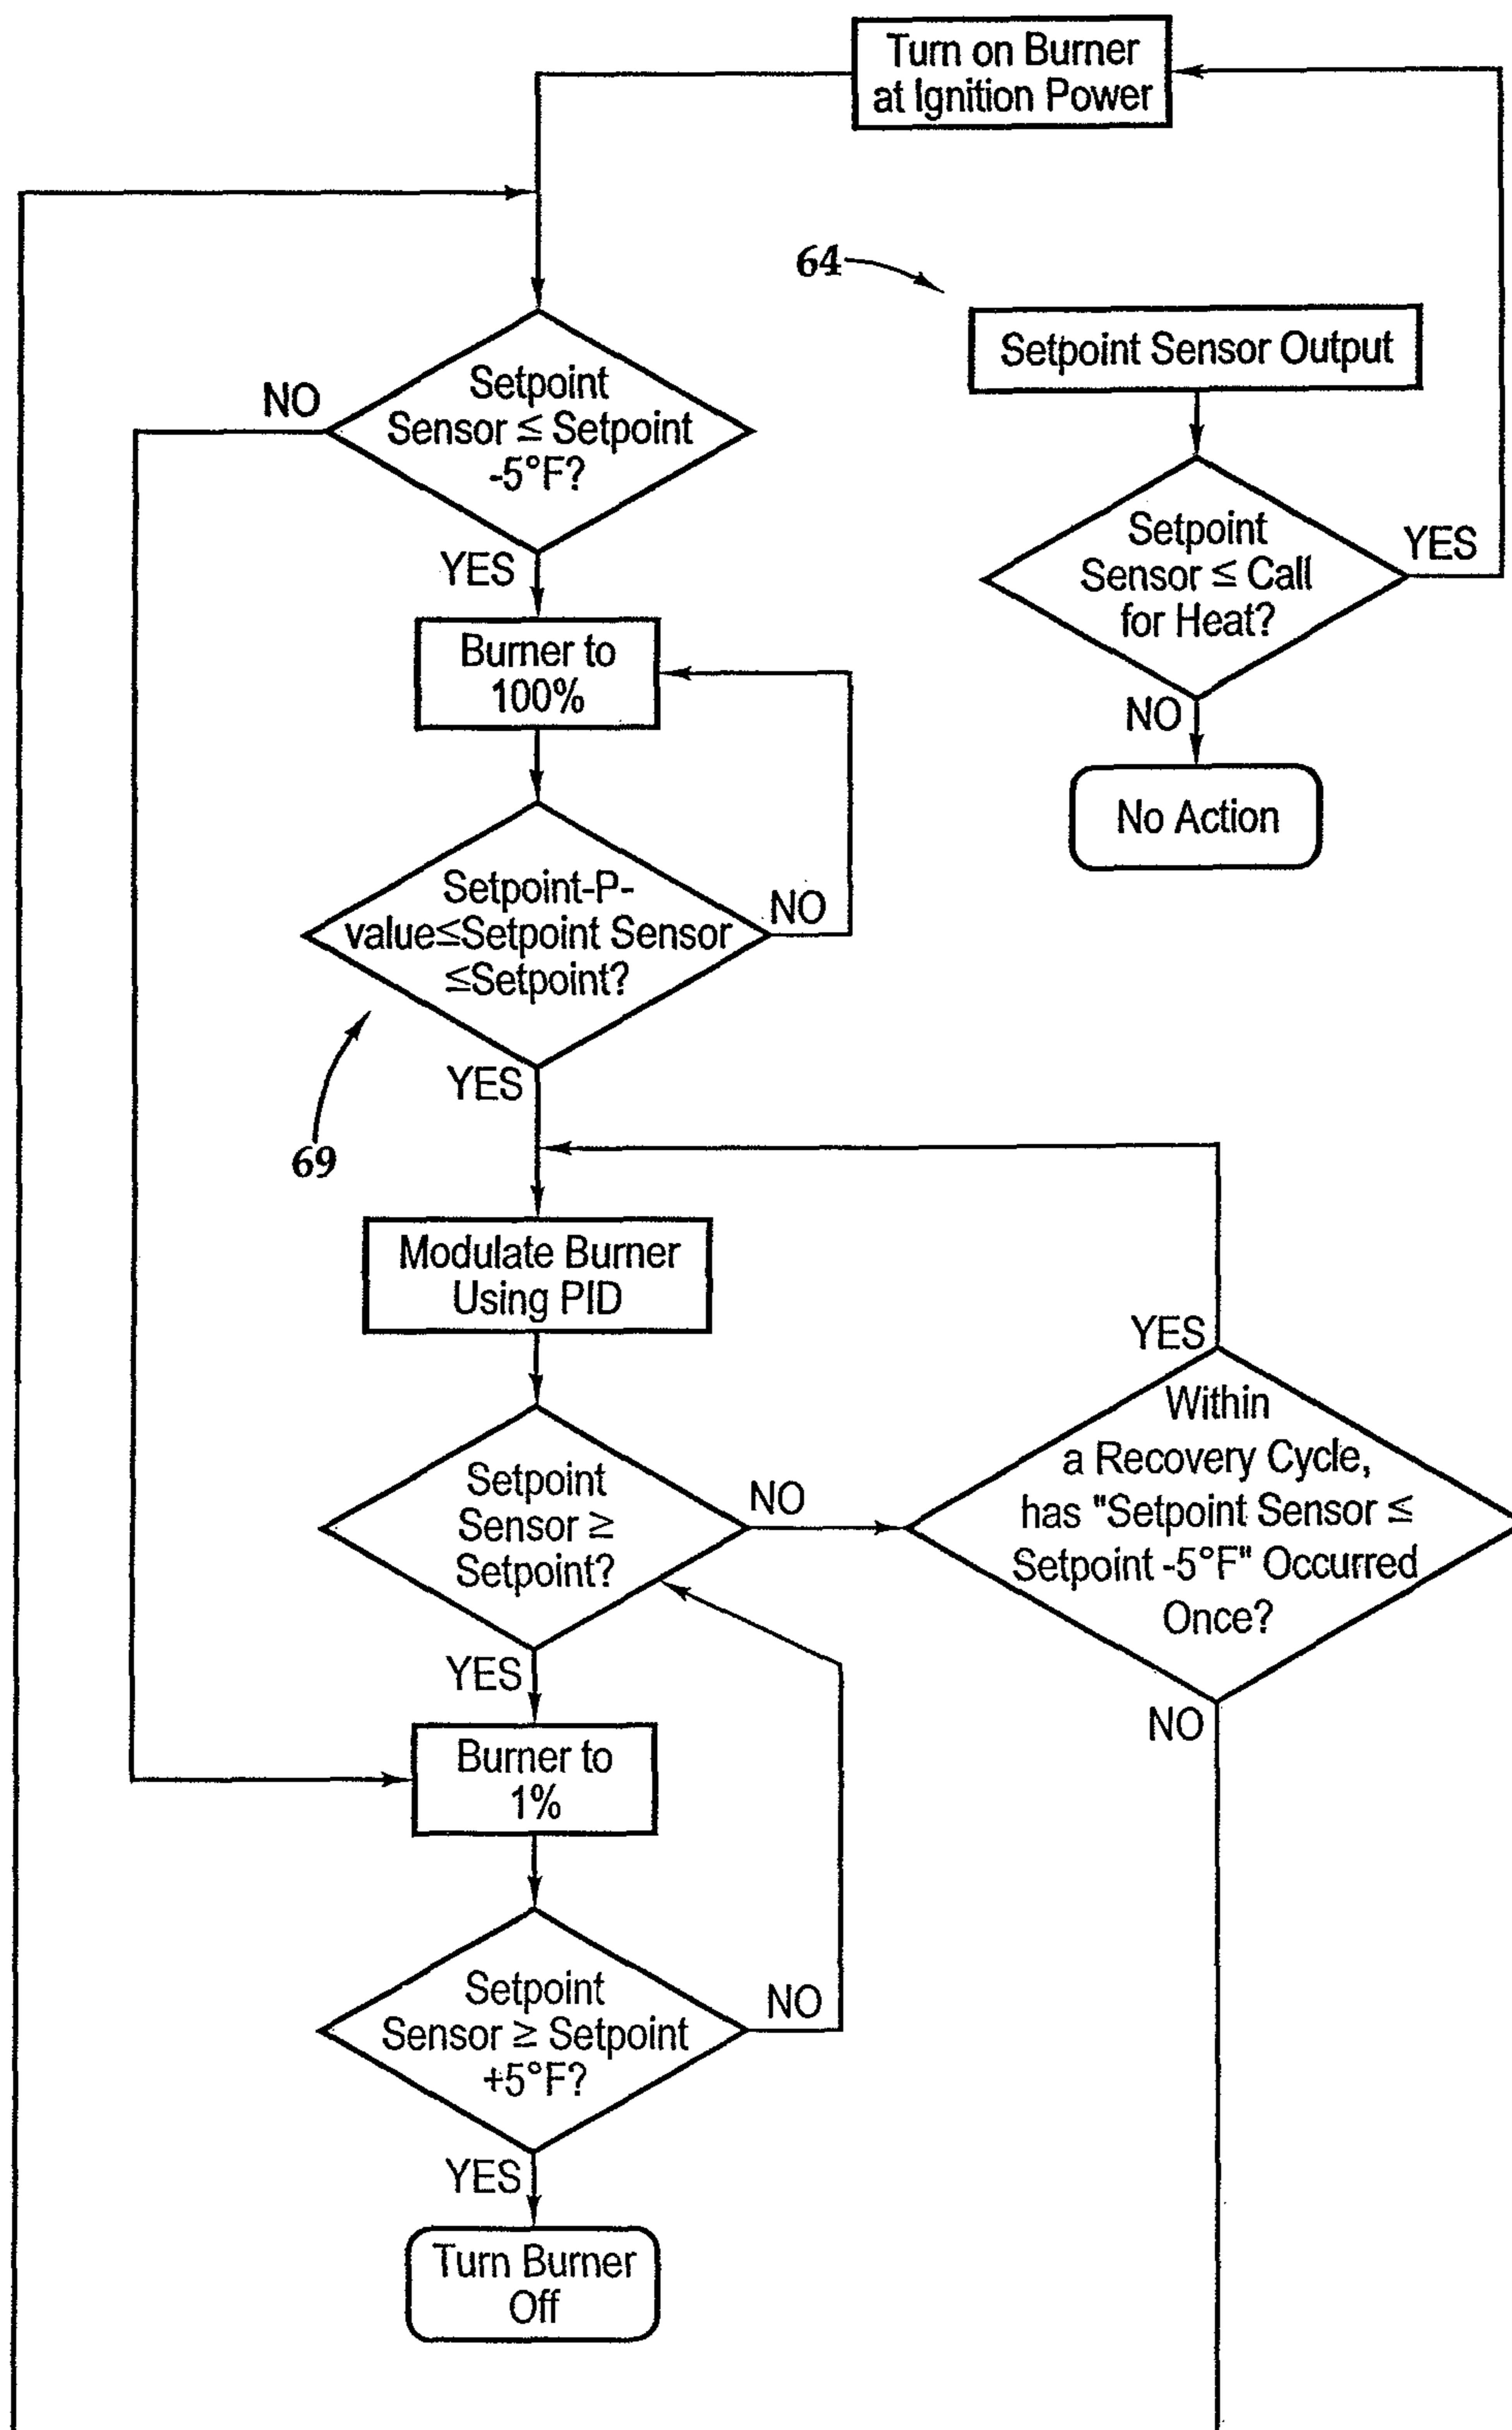 Turn on Burner
at Ignition Power
64
Setpoint Sensor Output
Setpoint
Sensor ≤ Setpoint
-5°F?
NO
YES
Setpoint
Sensor ≤ Call
for Heat?
YES
NO
No Action
Burner to
100%
Setpoint-P-
value≤Setpoint Sensor
≤Setpoint?
NO
YES
69
Modulate Burner
Using PID
Setpoint
Sensor ≥
Setpoint?
NO
YES
Within
a Recovery Cycle,
has "Setpoint Sensor ≤
Setpoint -5°F" Occurred
Once?
YES
NO
Burner to
1%
Setpoint
Sensor ≥ Setpoint
+5°F?
NO
YES
Turn Burner
Off